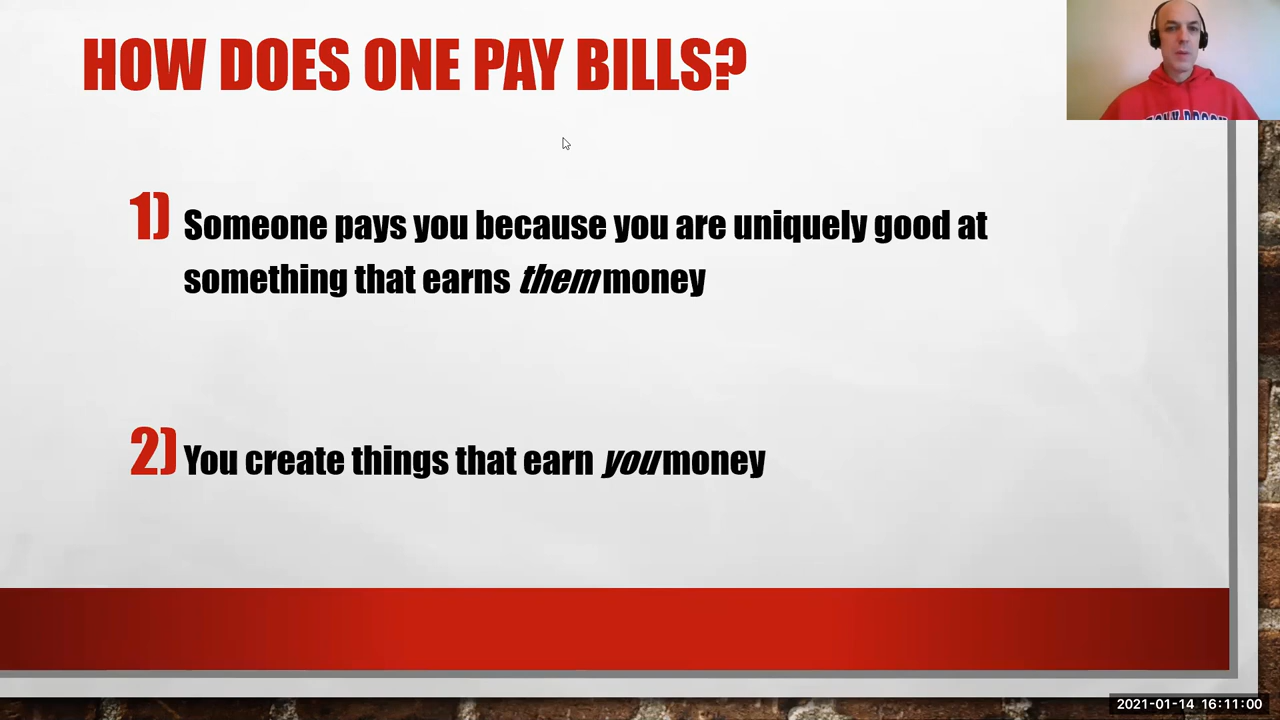 HOW DOES ONE PAY BILLS?
1) Someone pays you because you are uniquely good at
something that earns them money
2) You create things that earn you money
2021-01-14 16:11:00